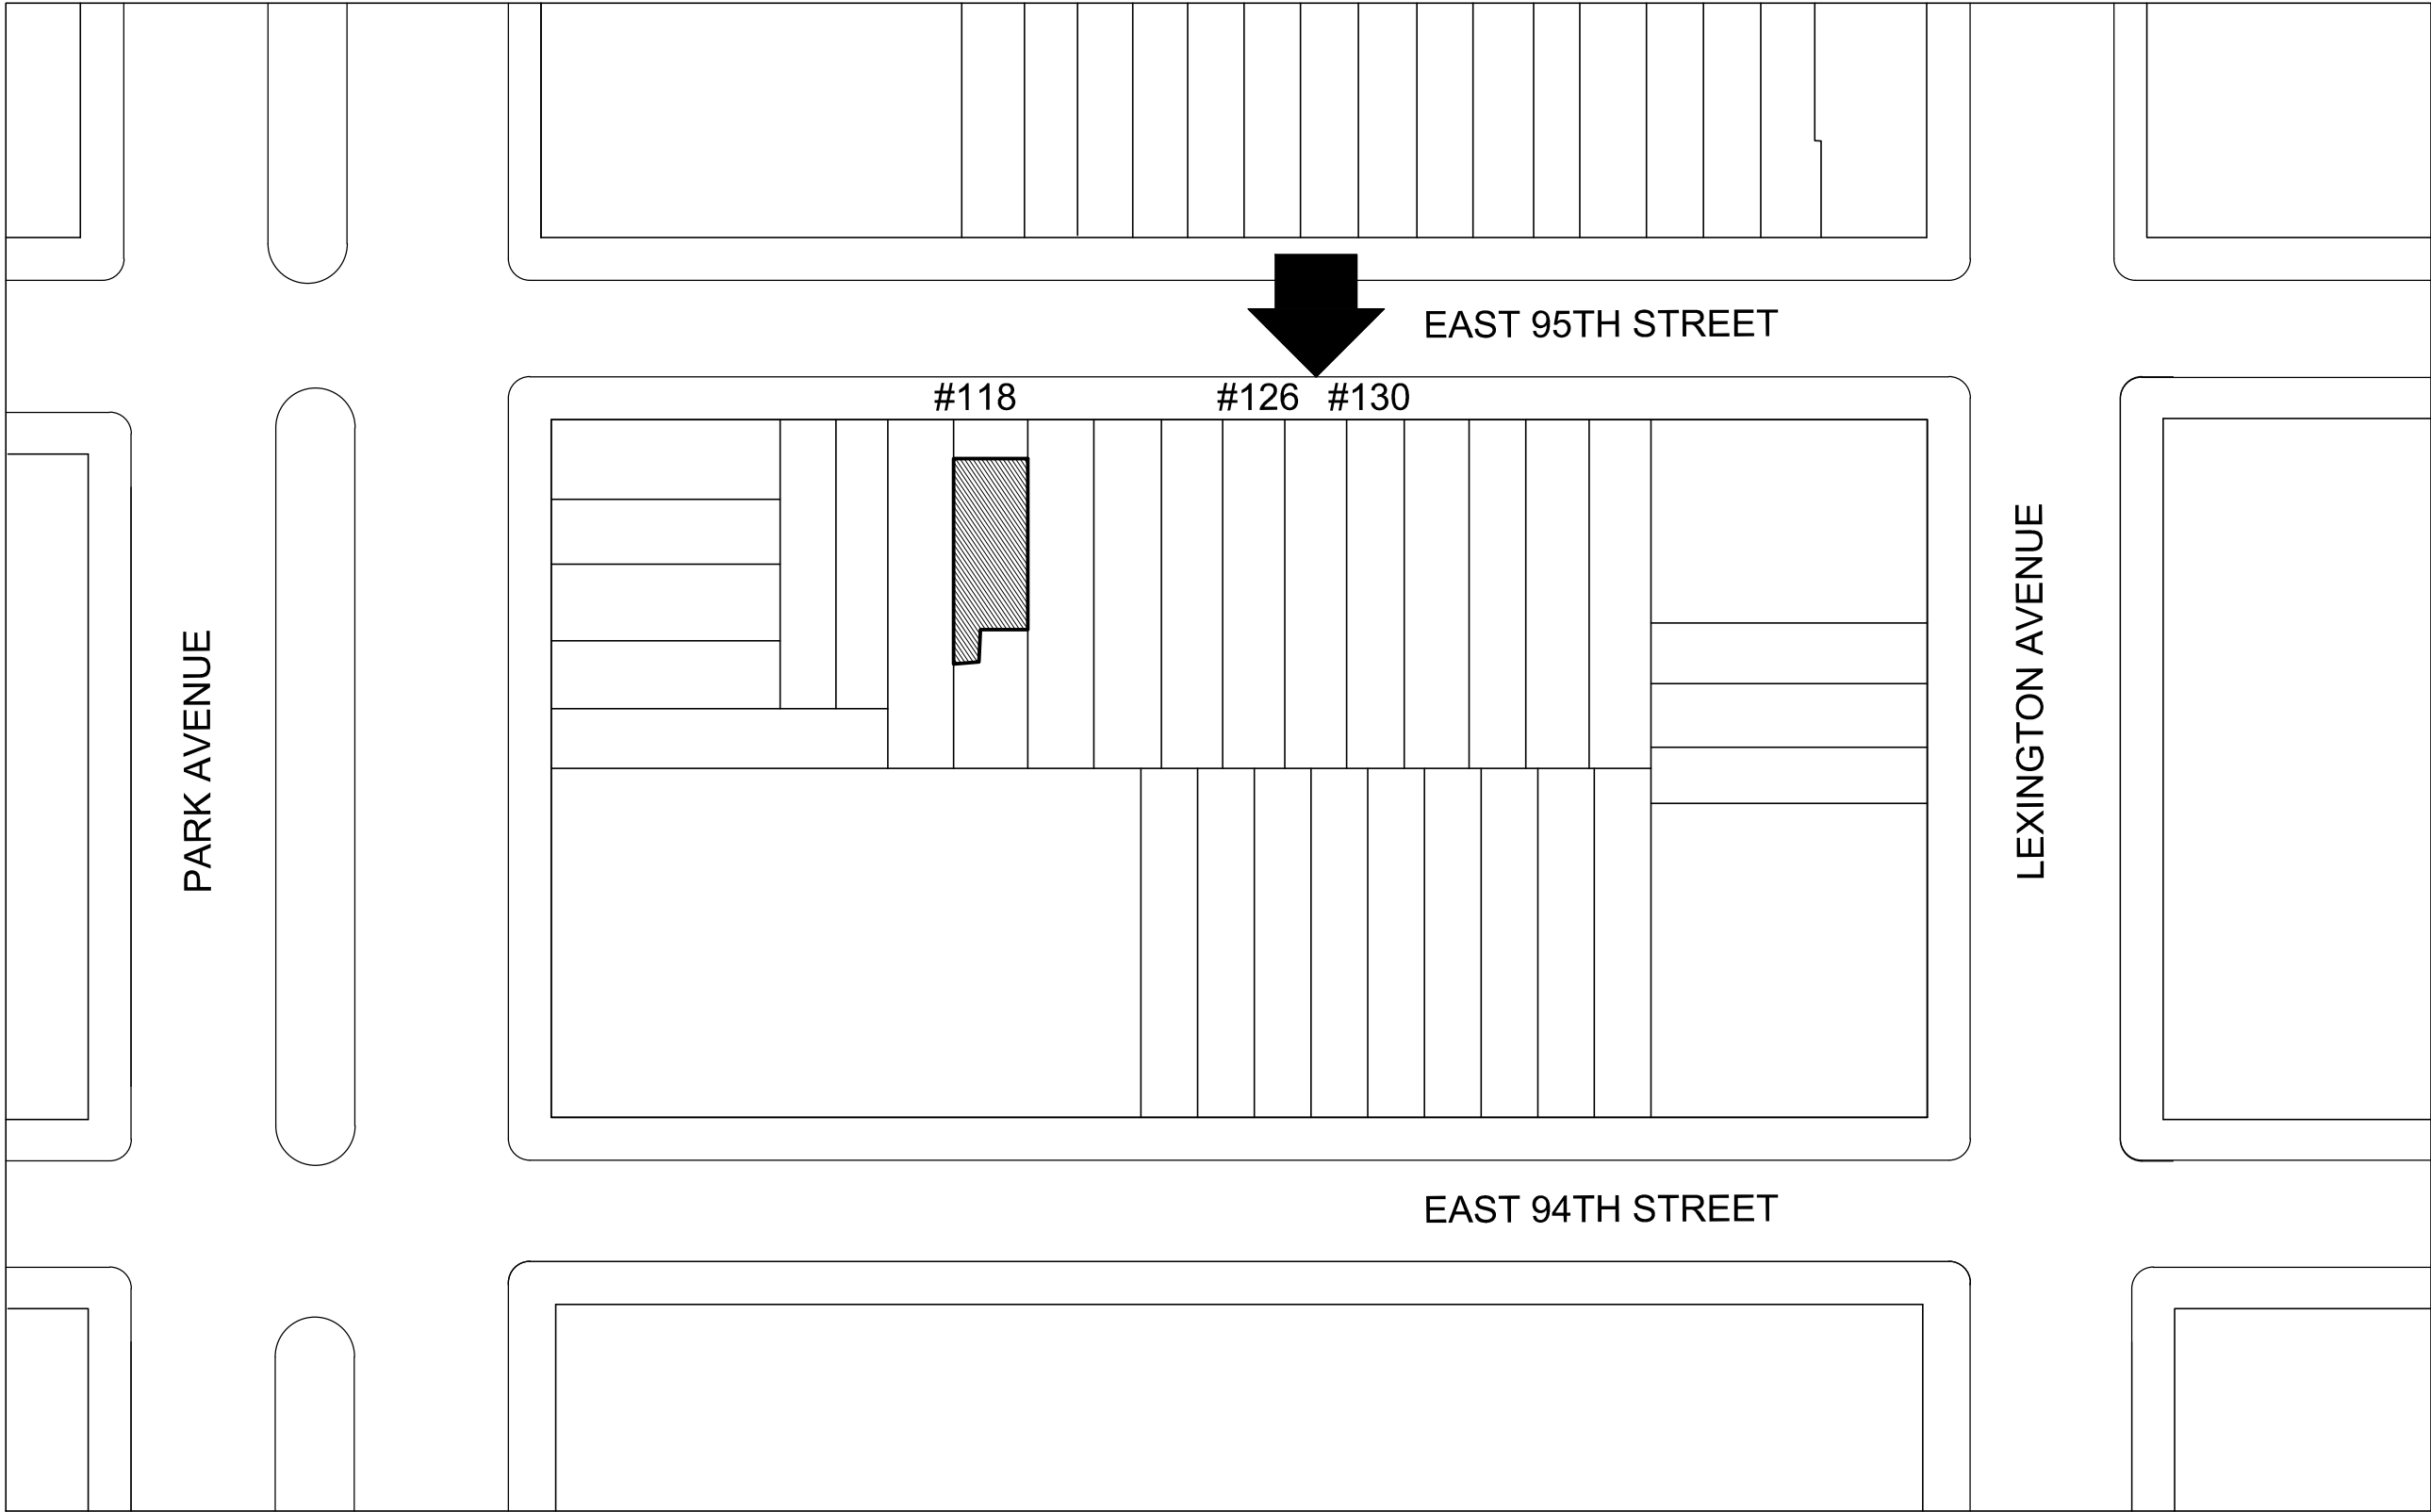 EAST 95TH STREET
#118 #126 #130
PARK AVENUE
LEXINGTON AVENUE
EAST 94TH STREET